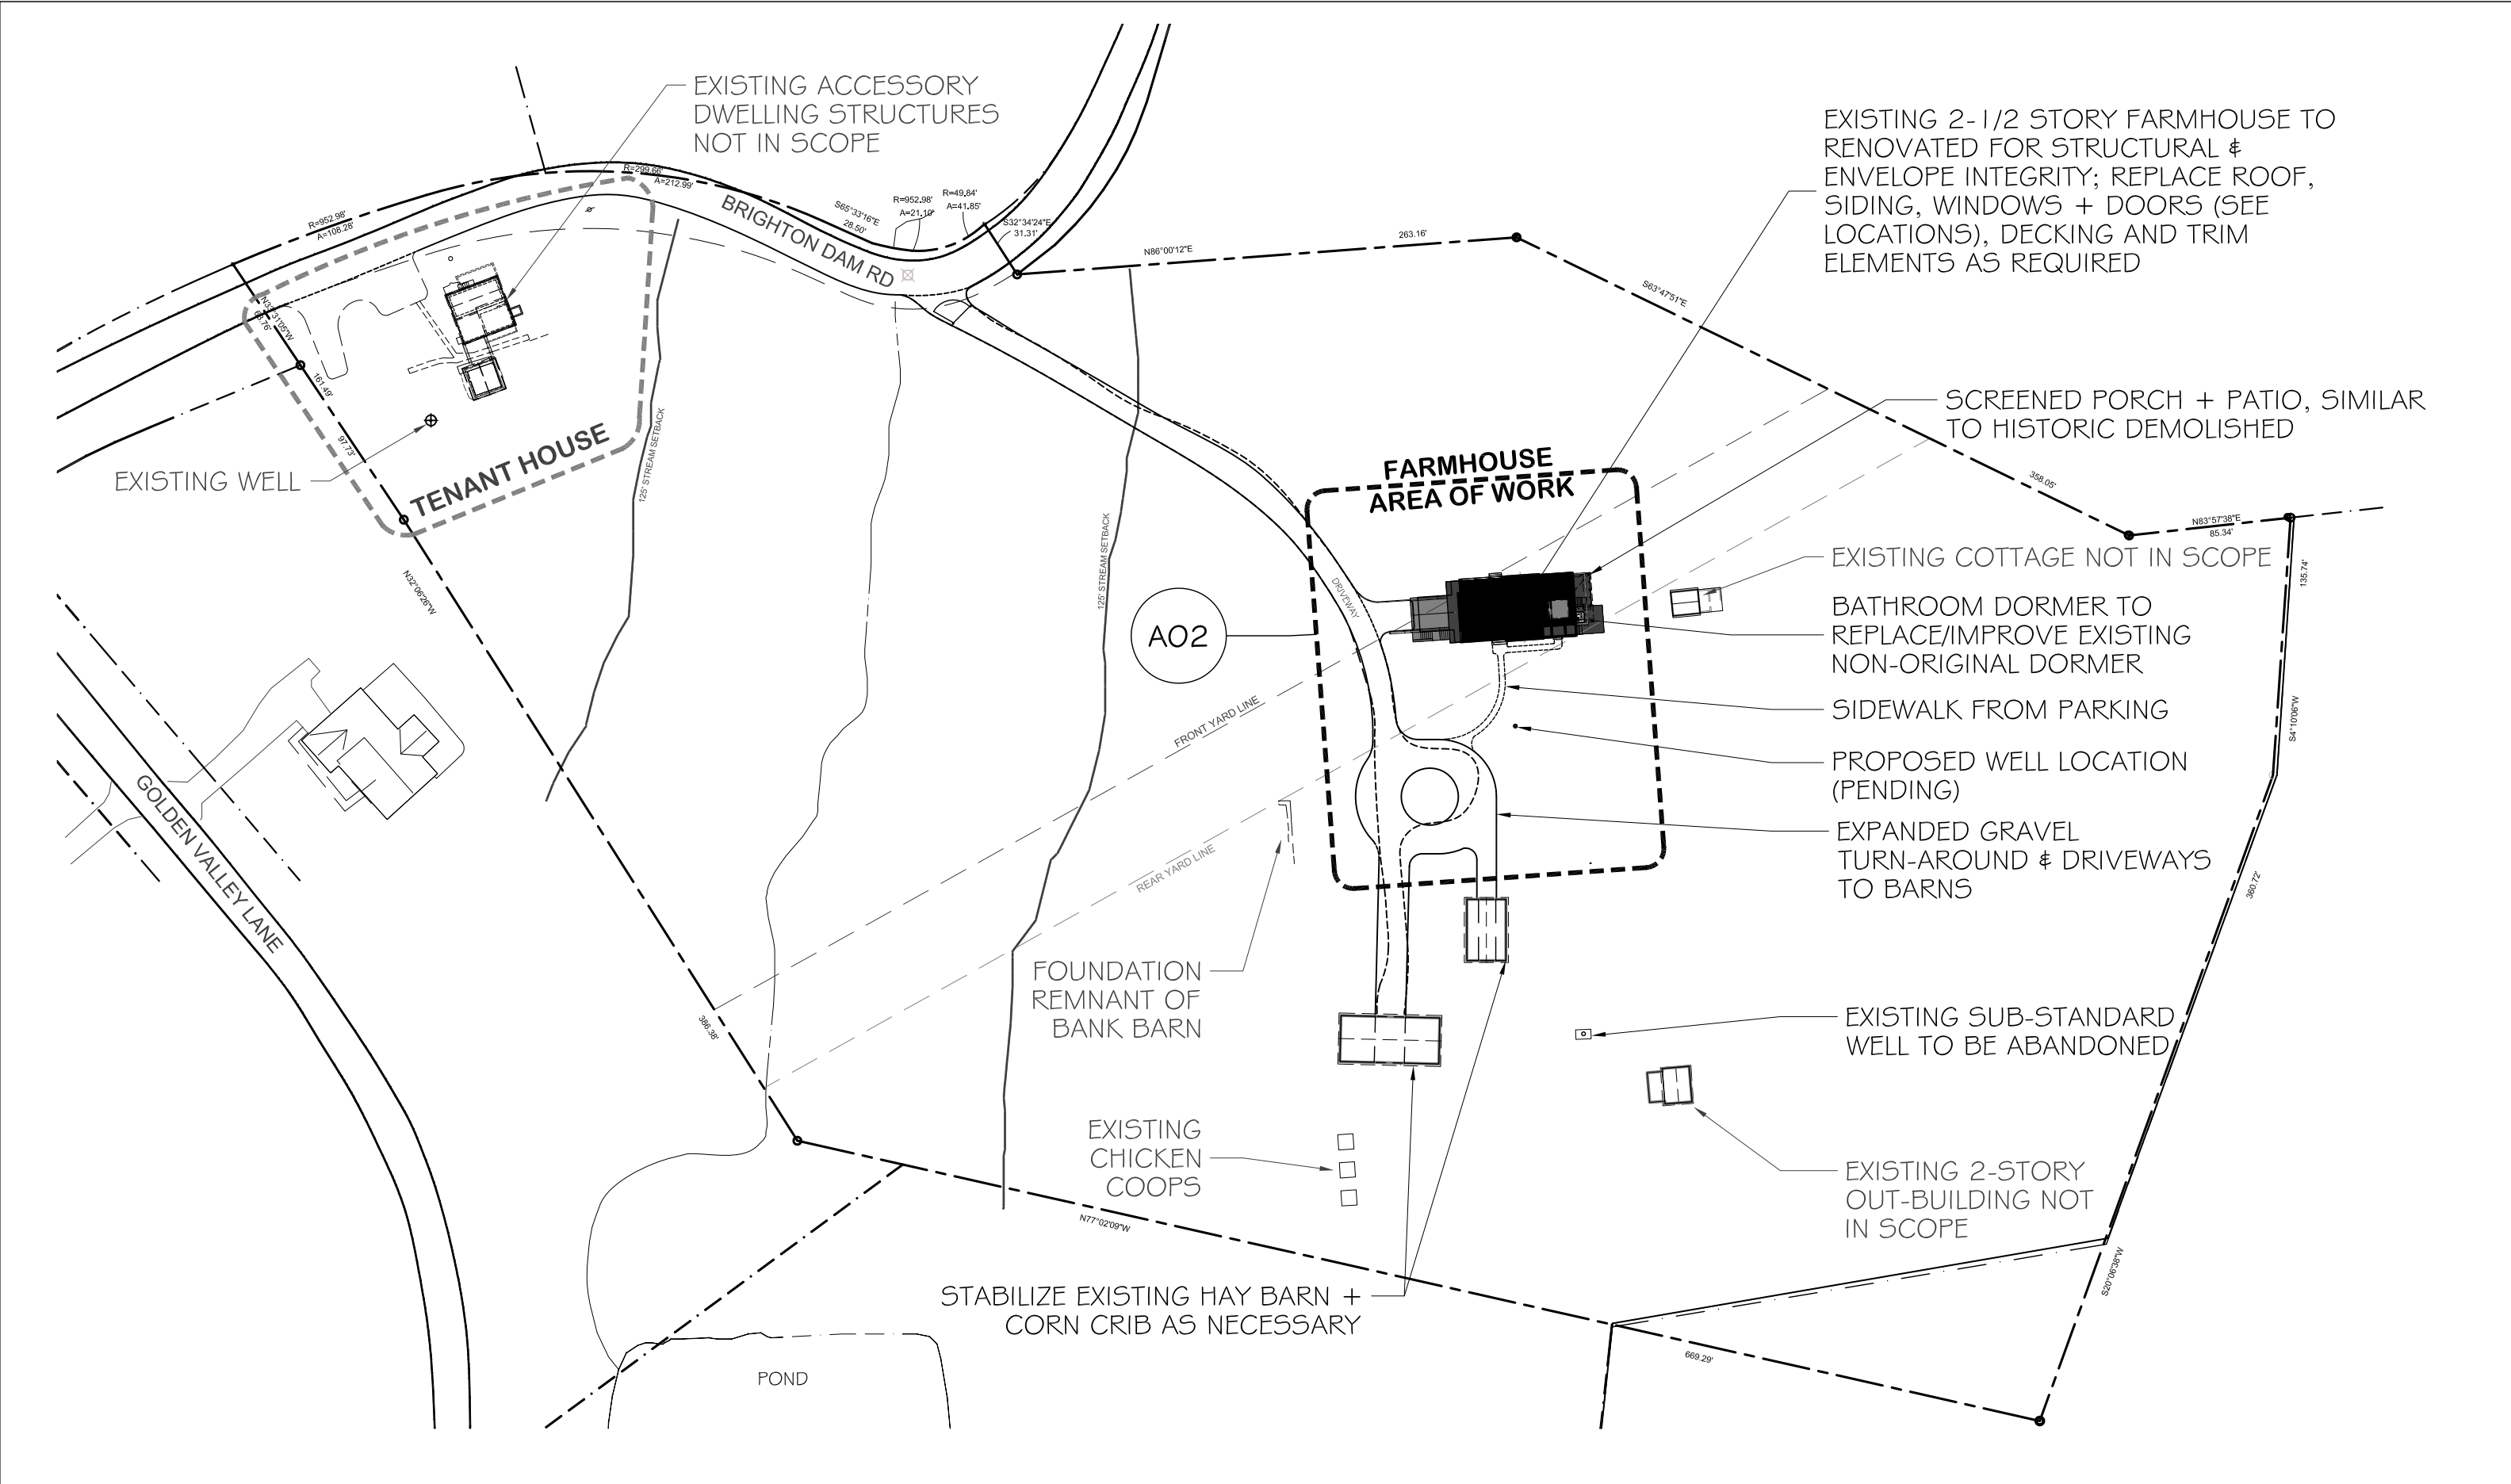 EXISTING ACCESSORY
DWELLING STRUCTURES
NOT IN SCOPE
EXISTING 2-1/2 STORY FARMHOUSE TO
RENOVATED FOR STRUCTURAL &
ENVELOPE INTEGRITY; REPLACE ROOF,
SIDING, WINDOWS + DOORS (SEE
LOCATIONS), DECKING AND TRIM
ELEMENTS AS REQUIRED
R=952.98'
A=108.28'
R=299.66'
A=212.99'
BRIGHTON DAM RD
S65°33'16"E
28.50'
R=952.98'
A=21.10'
R=49.84'
A=41.85'
S32°34'24"E
31.31'
N86°00'12"E
263.16'
S63°47'51"E
358.05'
N83°57'38"E
85.34'
135.74'
S4°10'06"W
360.72'
S20°06'38"W
161.49'
97.73'
EXISTING WELL
TENANT HOUSE
125' STREAM SETBACK
125' STREAM SETBACK
N32°06'26"W
SCREENED PORCH + PATIO, SIMILAR
TO HISTORIC DEMOLISHED
FARMHOUSE
AREA OF WORK
A02
DRIVEWAY
EXISTING COTTAGE NOT IN SCOPE
BATHROOM DORMER TO
REPLACE/IMPROVE EXISTING
NON-ORIGINAL DORMER
SIDEWALK FROM PARKING
PROPOSED WELL LOCATION
(PENDING)
EXPANDED GRAVEL
TURN-AROUND & DRIVEWAYS
TO BARNS
FRONT YARD LINE
REAR YARD LINE
GOLDEN VALLEY LANE
FOUNDATION
REMNANT OF
BANK BARN
386.38'
EXISTING SUB-STANDARD
WELL TO BE ABANDONED
EXISTING
CHICKEN
COOPS
EXISTING 2-STORY
OUT-BUILDING NOT
IN SCOPE
N77°02'09"W
STABILIZE EXISTING HAY BARN +
CORN CRIB AS NECESSARY
669.29'
POND